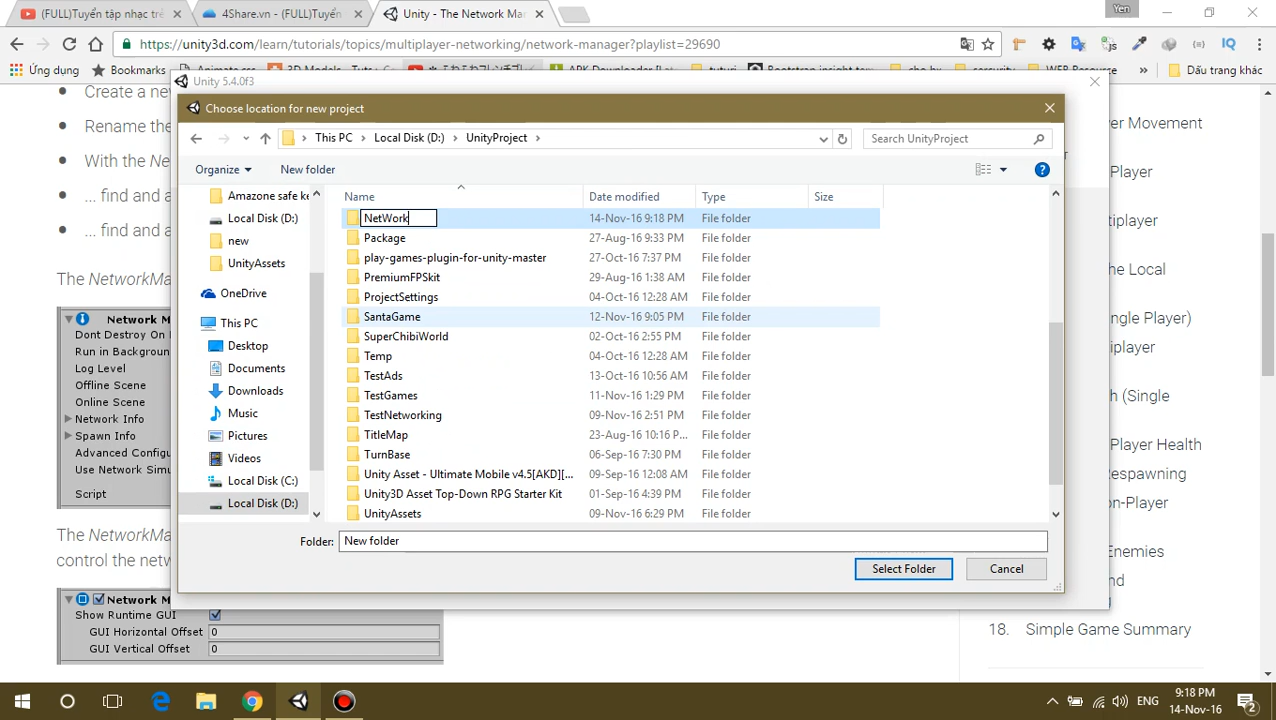 (FULL)Tuyển tập nhạc trẻ
4Share.vn - (FULL)Tuyển
Unity - The Network Mar
Yen
https://unity3d.com/learn/tutorials/topics/multiplayer-networking/network-manager?playlist=29690
Ứng dụng
Bookmarks
Dấu trang khác
Create a new
Rename the
With the Ne
... find and a
... find and a
The NetworkMa
Network M
Dont Destroy On
Run in Backgroun
Log Level
Offline Scene
Online Scene
Network Info
Spawn Info
Advanced Config
Use Network Simu
Script
The NetworkMa
control the netw
Network M
Show Runtime GUI
GUI Horizontal Offset 0
GUI Vertical Offset 0
Unity 5.4.0f3
Choose location for new project
This PC
Local Disk (D:)
UnityProject
Search UnityProject
Organize
New folder
Amazone safe ke
Local Disk (D:)
new
UnityAssets
OneDrive
This PC
Desktop
Documents
Downloads
Music
Pictures
Videos
Local Disk (C:)
Local Disk (D:)
Name Date modified Type Size
NetWork 14-Nov-16 9:18 PM File folder
Package 27-Aug-16 9:33 PM File folder
play-games-plugin-for-unity-master 27-Oct-16 7:37 PM File folder
PremiumFPSkit 29-Aug-16 1:38 AM File folder
ProjectSettings 04-Oct-16 12:28 AM File folder
SantaGame 12-Nov-16 9:05 PM File folder
SuperChibiWorld 02-Oct-16 2:55 PM File folder
Temp 04-Oct-16 12:28 AM File folder
TestAds 13-Oct-16 10:56 AM File folder
TestGames 11-Nov-16 1:29 PM File folder
TestNetworking 09-Nov-16 2:51 PM File folder
TitleMap 23-Aug-16 10:16 P... File folder
TurnBase 06-Sep-16 7:30 PM File folder
Unity Asset - Ultimate Mobile v4.5[AKD][... 09-Sep-16 12:08 AM File folder
Unity3D Asset Top-Down RPG Starter Kit 01-Sep-16 4:39 PM File folder
UnityAssets 09-Nov-16 6:29 PM File folder
Folder: New folder
Select Folder
Cancel
er Movement
Player
tiplayer
the Local
ngle Player)
ltiplayer
h (Single
Player Health
espawning
on-Player
Enemies
nd
18. Simple Game Summary
ENG
9:18 PM
14-Nov-16
2